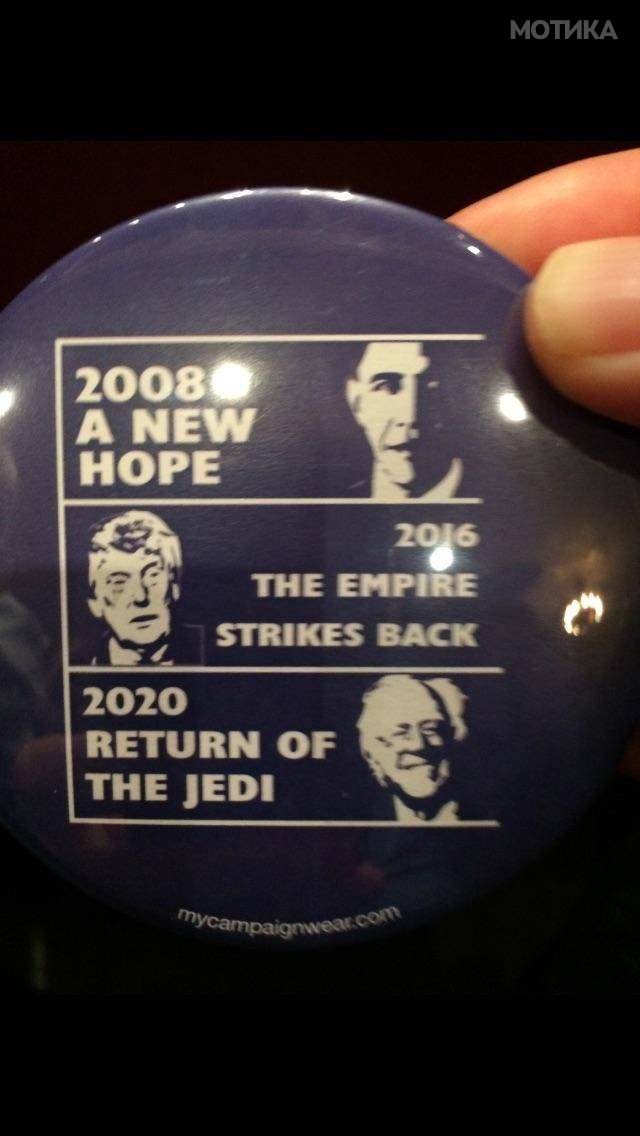 МОТИКА
2008
A NEW
HOPE
2016
THE EMPIRE
STRIKES BACK
2020
RETURN OF
THE JEDI
mycampaignwear.com